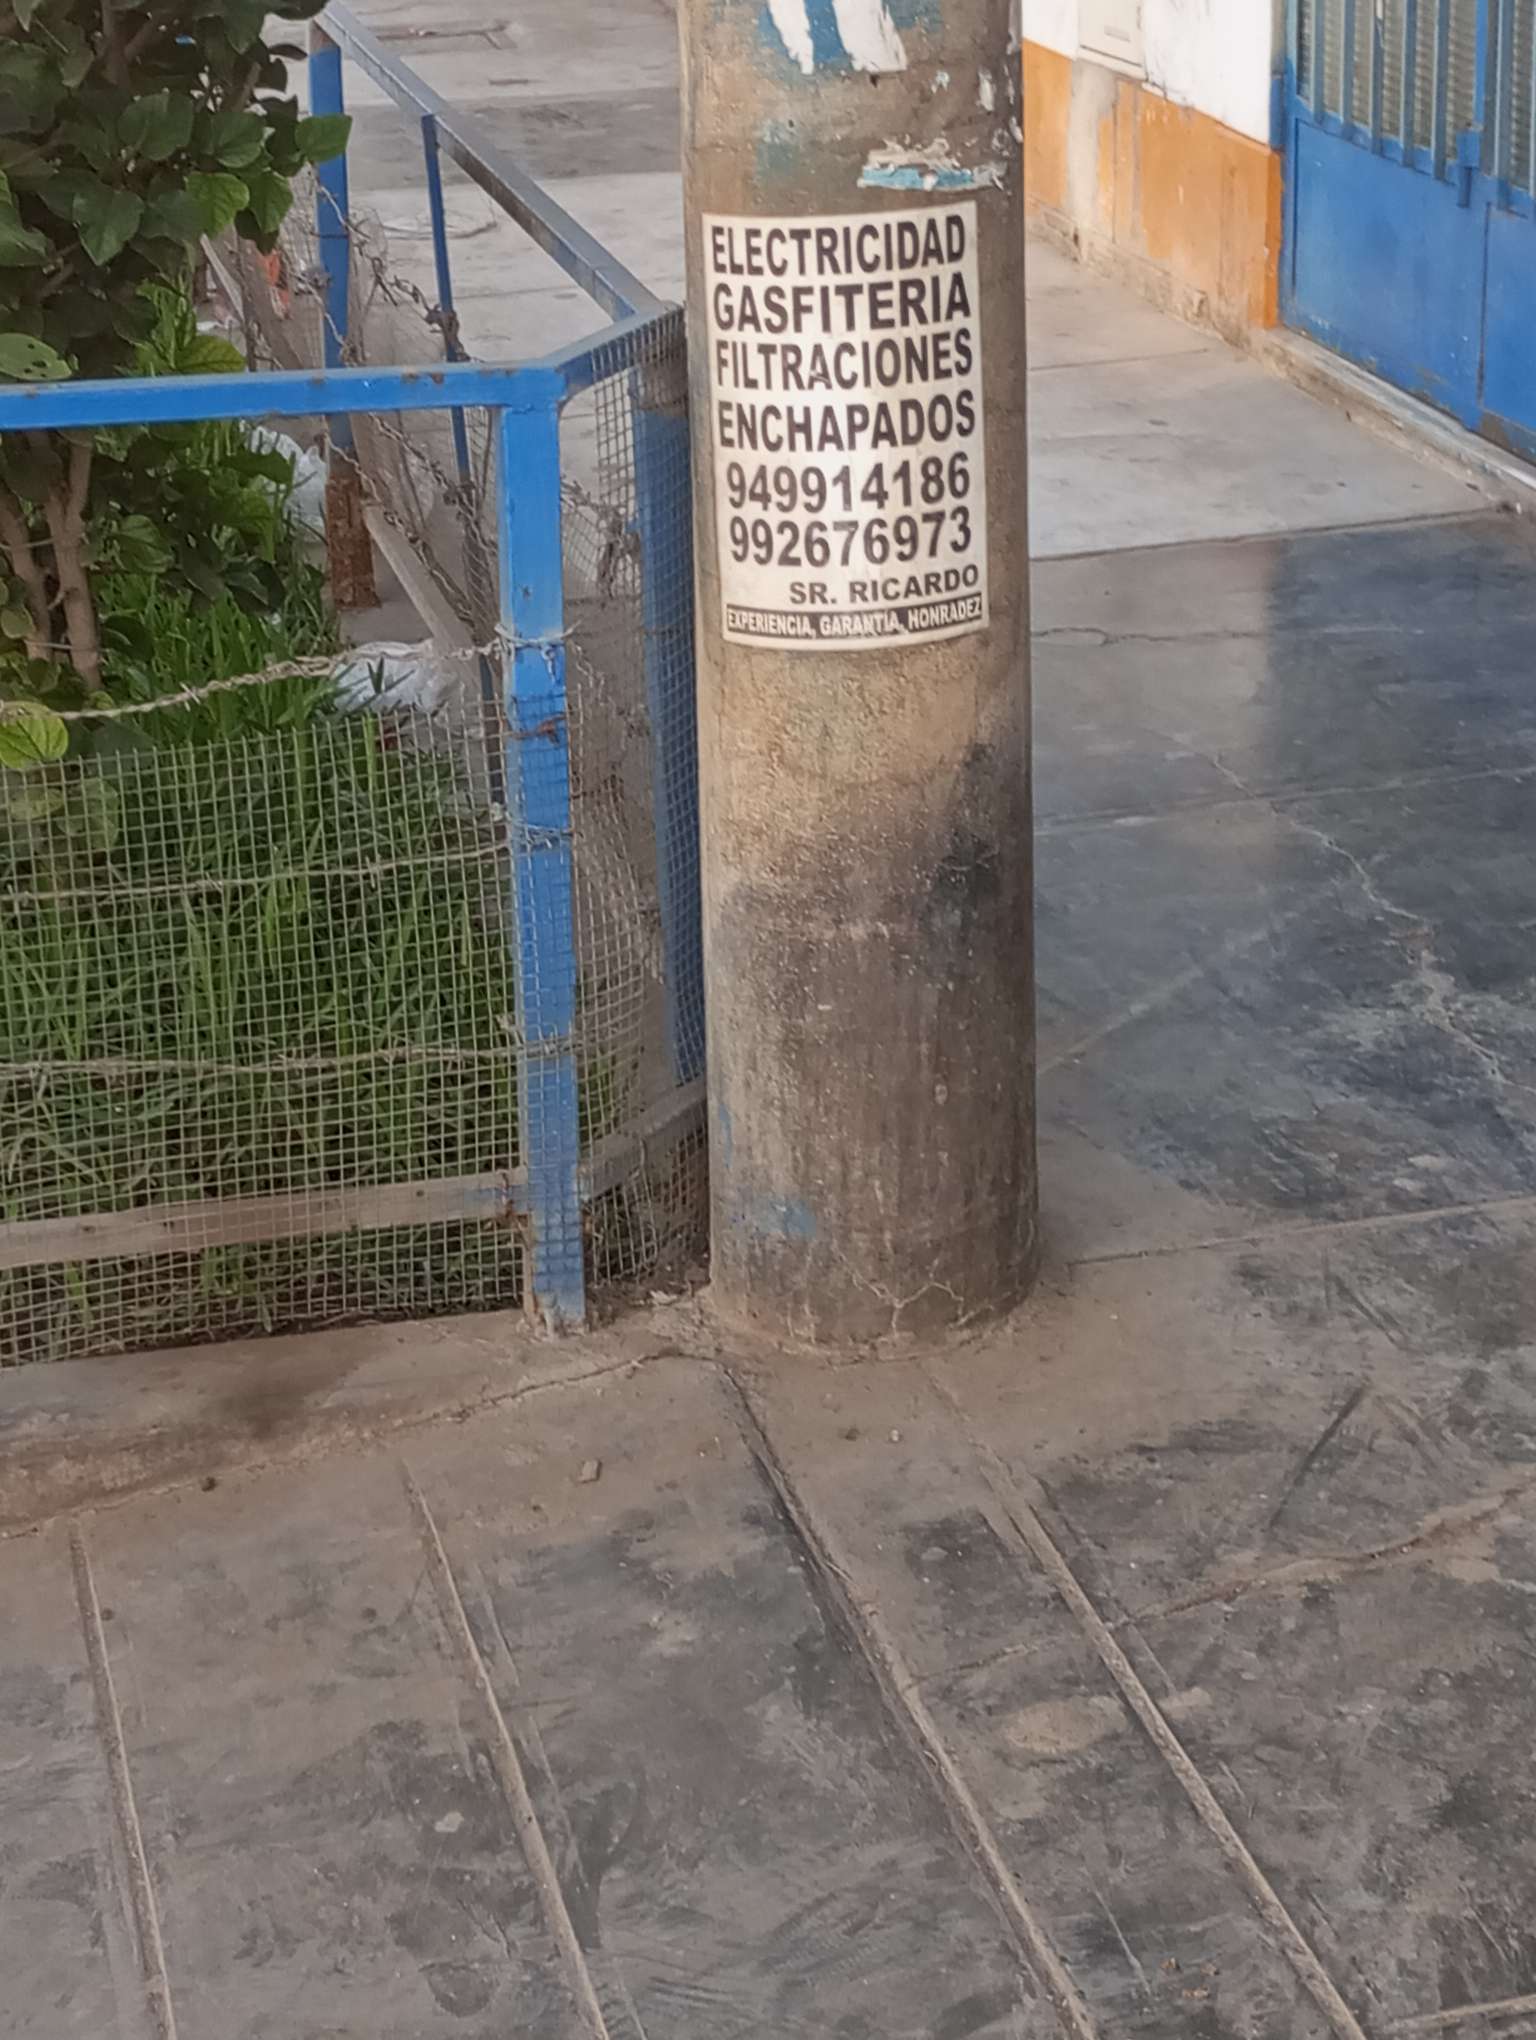 ELECTRICIDAD
GASFITERIA
FILTRACIONES
ENCHAPADOS
949914186
992676973
SR. RICARDO
EXPERIENCIA, GARANTIA, HONRADEZ